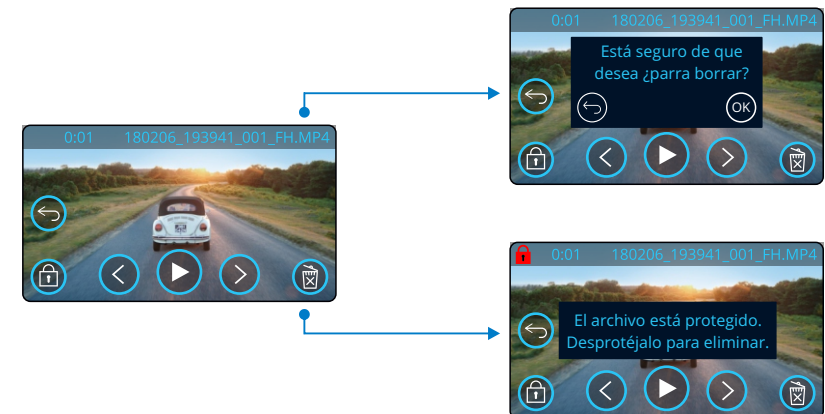 0:01 180206_193941_001_FH.MP4
0:01 180206_193941_001_FH.MP4
Está seguro de que
desea ¿parra borrar?
OK
0:01 180206_193941_001_FH.MP4
El archivo está protegido.
Desprotéjalo para eliminar.